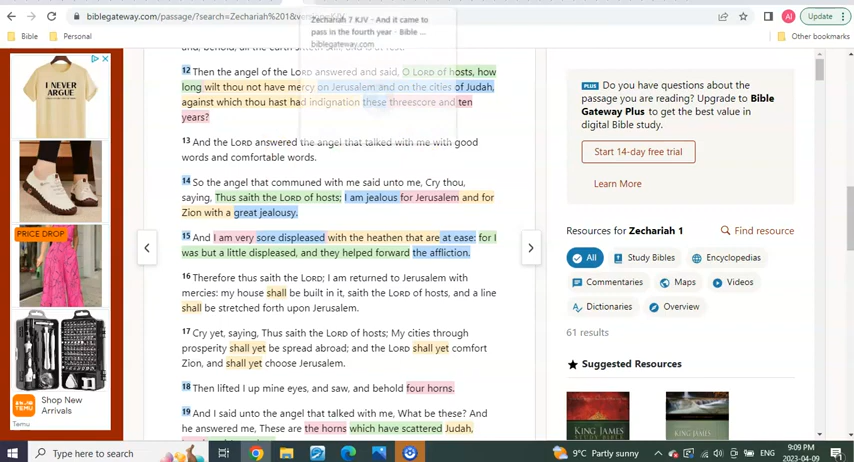 biblegateway.com/passage/?search=Zechariah%201&v
AI
Update
Bible
Personal
Other bookmarks
Zechariah 7 KJV - And it came to
pass in the fourth year - Bible ...
biblegateway.com
12 Then the angel of the LORD answered and said, O LORD of hosts, how
long wilt thou not have mercy on Jerusalem and on the cities of Judah,
against which thou hast had indignation these threescore and ten
years?
13 And the LORD answered the angel that talked with me with good
words and comfortable words.
14 So the angel that communed with me said unto me, Cry thou,
saying, Thus saith the LORD of hosts; I am jealous for Jerusalem and for
Zion with a great jealousy.
15 And I am very sore displeased with the heathen that are at ease: for I
was but a little displeased, and they helped forward the affliction.
16 Therefore thus saith the LORD; I am returned to Jerusalem with
mercies: my house shall be built in it, saith the LORD of hosts, and a line
shall be stretched forth upon Jerusalem.
17 Cry yet, saying, Thus saith the LORD of hosts; My cities through
prosperity shall yet be spread abroad; and the LORD shall yet comfort
Zion, and shall yet choose Jerusalem.
18 Then lifted I up mine eyes, and saw, and behold four horns.
19 And I said unto the angel that talked with me, What be these? And
he answered me, These are the horns which have scattered Judah,
I NEVER
ARGUE
PRICE DROP
Shop New
Arrivals
TEMU
Temu
PLUS Do you have questions about the
passage you are reading? Upgrade to Bible
Gateway Plus to get the best value in
digital Bible study.
Start 14-day free trial
Learn More
Resources for Zechariah 1
Find resource
All
Study Bibles
Encyclopedias
Commentaries
Maps
Videos
Dictionaries
Overview
61 results
Suggested Resources
KING JAMES
KING JAMES
Type here to search
9°C Partly sunny
ENG
9:09 PM
2023-04-09